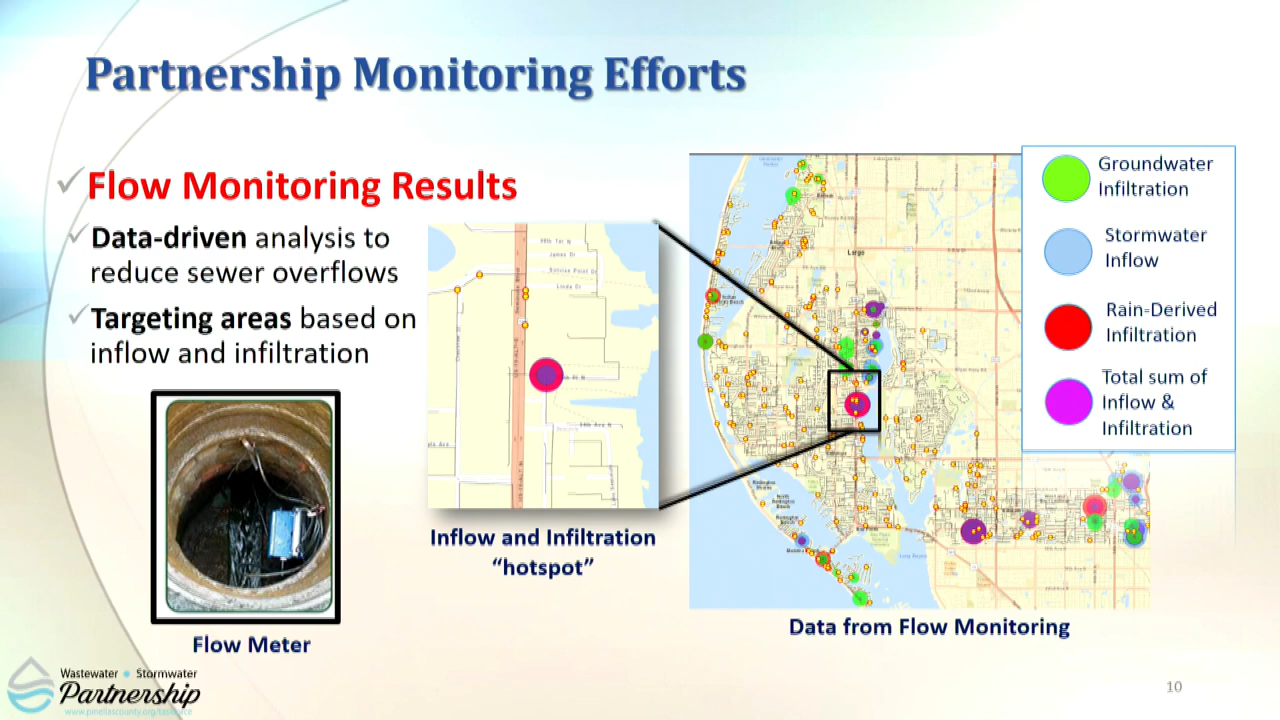 Partnership Monitoring Efforts
Flow Monitoring Results
Data-driven analysis to
reduce sewer overflows
Targeting areas based on
inflow and infiltration
Flow Meter
Inflow and Infiltration
“hotspot”
Largo
Data from Flow Monitoring
Groundwater
Infiltration
Stormwater
Inflow
Rain-Derived
Infiltration
Total sum of
Inflow &
Infiltration
Wastewater Stormwater
Partnership
10